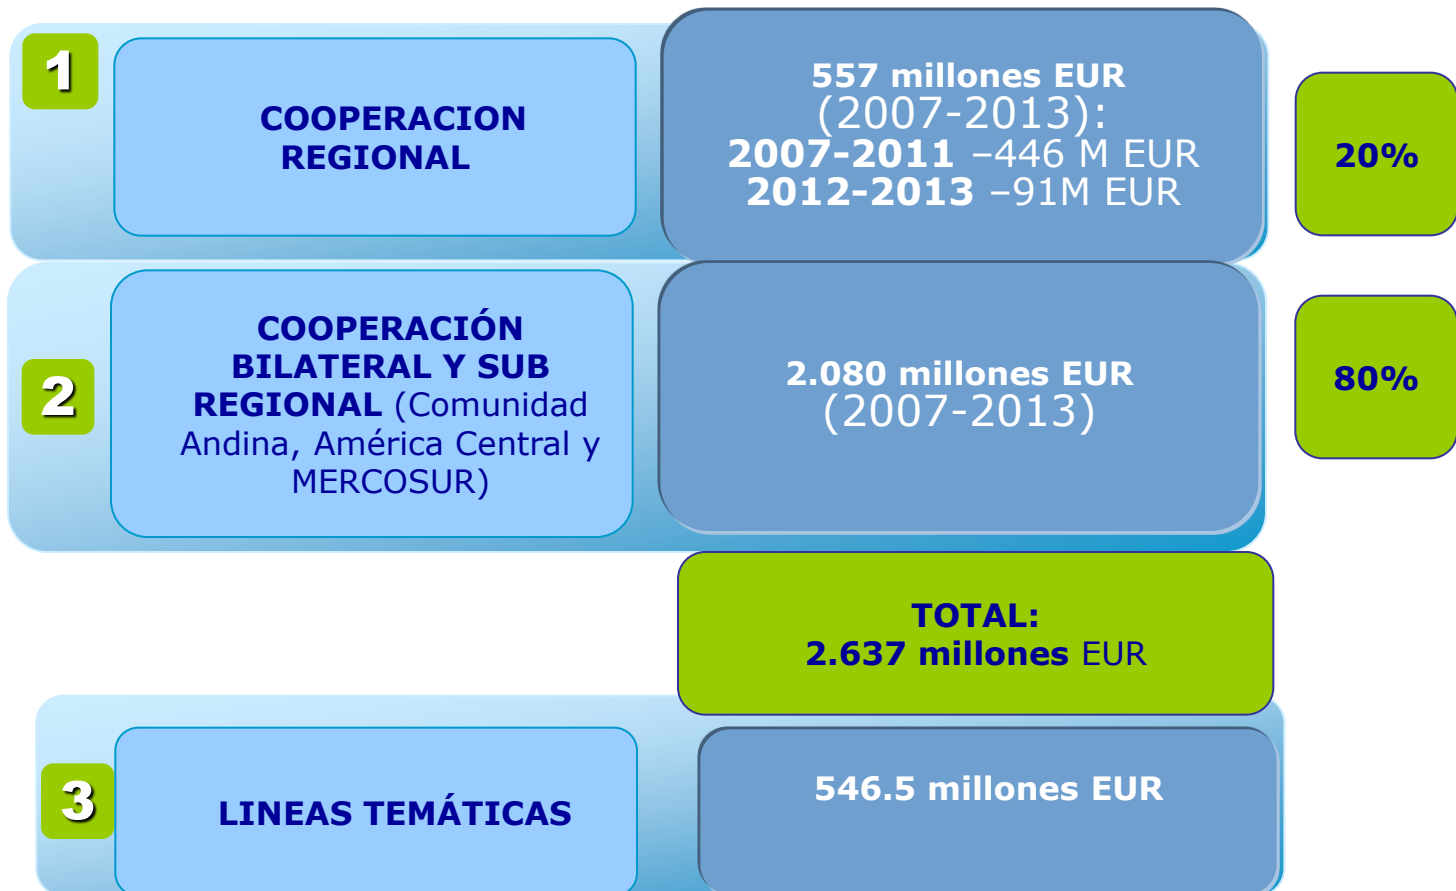 1
COOPERACION
REGIONAL
557 millones EUR
(2007-2013):
2007-2011 –446 M EUR
2012-2013 –91M EUR
20%
2
COOPERACIÓN
BILATERAL Y SUB
REGIONAL (Comunidad
Andina, América Central y
MERCOSUR)
2.080 millones EUR
(2007-2013)
80%
TOTAL:
2.637 millones EUR
3
LINEAS TEMÁTICAS
546.5 millones EUR